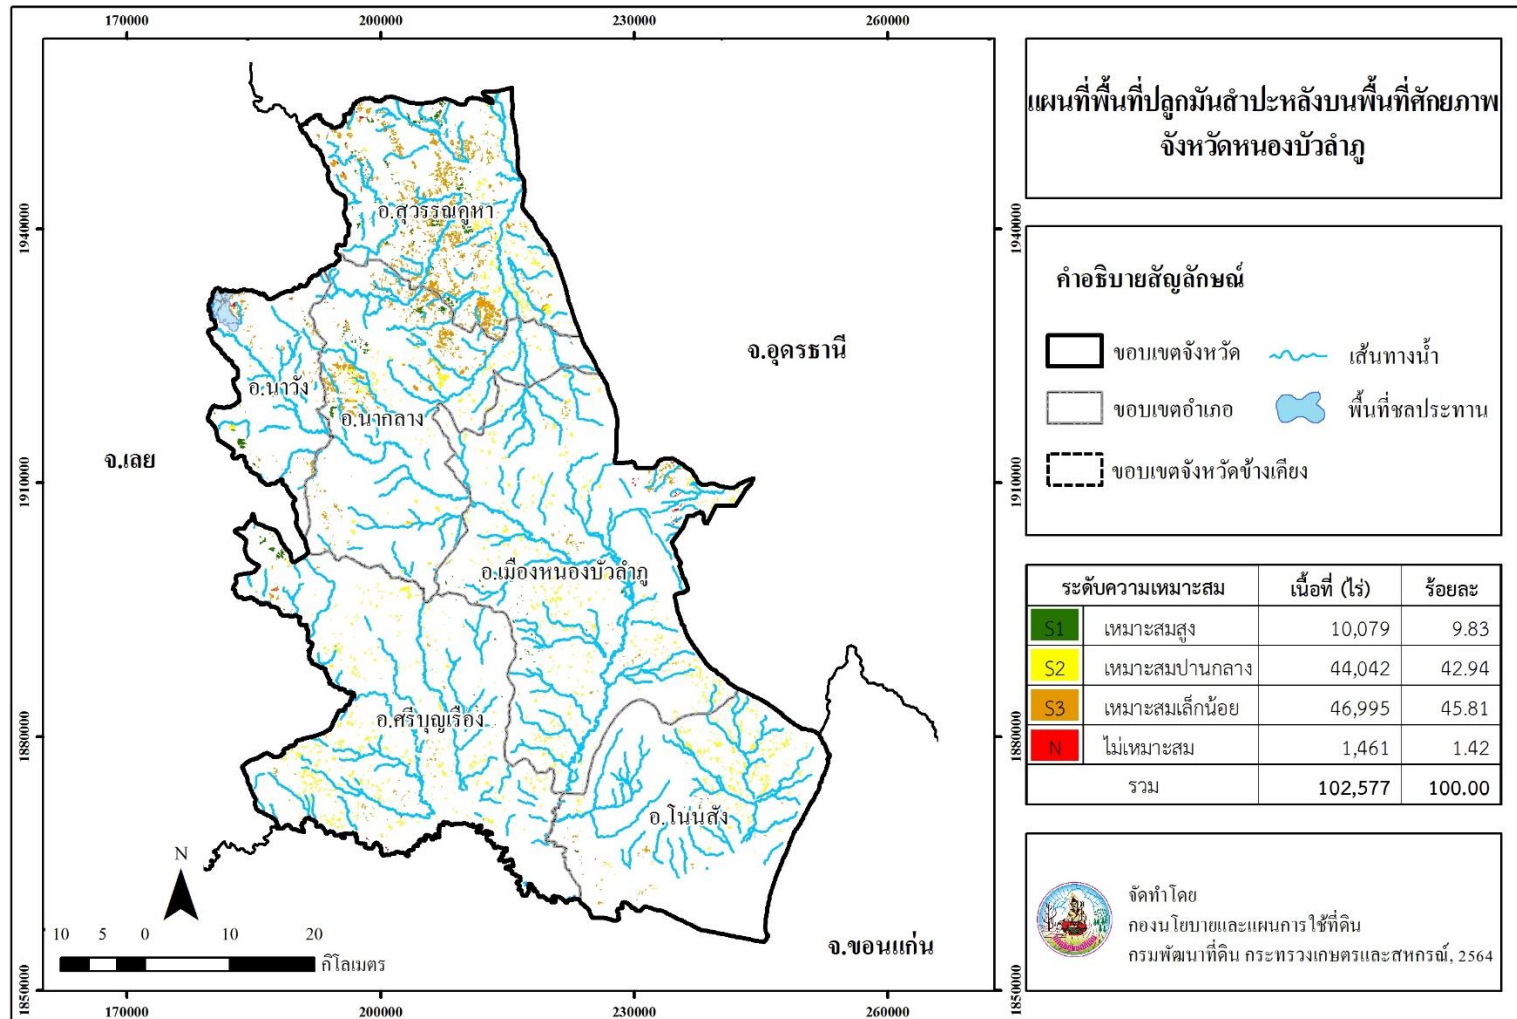 170000 200000 230000 260000
แผนที่พื้นที่ปลูกมันสำปะหลังบนพื้นที่ศักยภาพ
จังหวัดหนองบัวลำภู
1940000 1940000
1910000 1910000
1880000 1880000
1850000 1850000
อ.สุวรรณคูหา
อ.นาวัง
อ.นากลาง
จ.อุดรธานี
จ.เลย
อ.เมืองหนองบัวลำภู
อ.ศรีบุญเรือง
อ.โนนสัง
จ.ขอนแก่น
N
10 5 0 10 20
กิโลเมตร
170000 200000 230000 260000
คำอธิบายสัญลักษณ์
ขอบเขตจังหวัด เส้นทางน้ำ
ขอบเขตอำเภอ พื้นที่ชลประทาน
ขอบเขตจังหวัดข้างเคียง
ระดับความเหมาะสม เนื้อที่ (ไร่) ร้อยละ
S1 เหมาะสมสูง 10,079 9.83
S2 เหมาะสมปานกลาง 44,042 42.94
S3 เหมาะสมเล็กน้อย 46,995 45.81
N ไม่เหมาะสม 1,461 1.42
รวม 102,577 100.00
จัดทำโดย
กองนโยบายและแผนการใช้ที่ดิน
กรมพัฒนาที่ดิน กระทรวงเกษตรและสหกรณ์, 2564